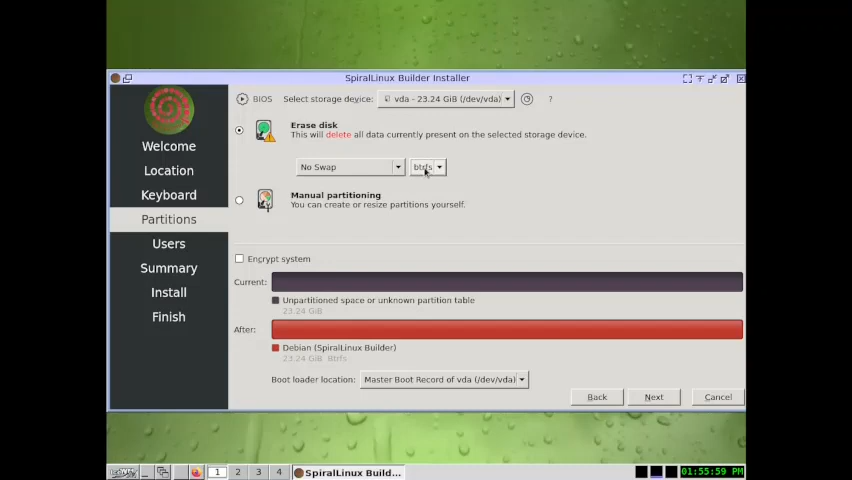 SpiralLinux Builder Installer
BIOS Select storage device: vda - 23.24 GiB (/dev/vda) ?
Erase disk
This will delete all data currently present on the selected storage device.
No Swap btrfs
Manual partitioning
You can create or resize partitions yourself.
Welcome
Location
Keyboard
Partitions
Users
Summary
Install
Finish
Encrypt system
Current:
Unpartitioned space or unknown partition table
23.24 GiB
After:
Debian (SpiralLinux Builder)
23.24 GiB Btrfs
Boot loader location: Master Boot Record of vda (/dev/vda)
Back Next Cancel
1 2 3 4 SpiralLinux Build... 01:55:59 PM